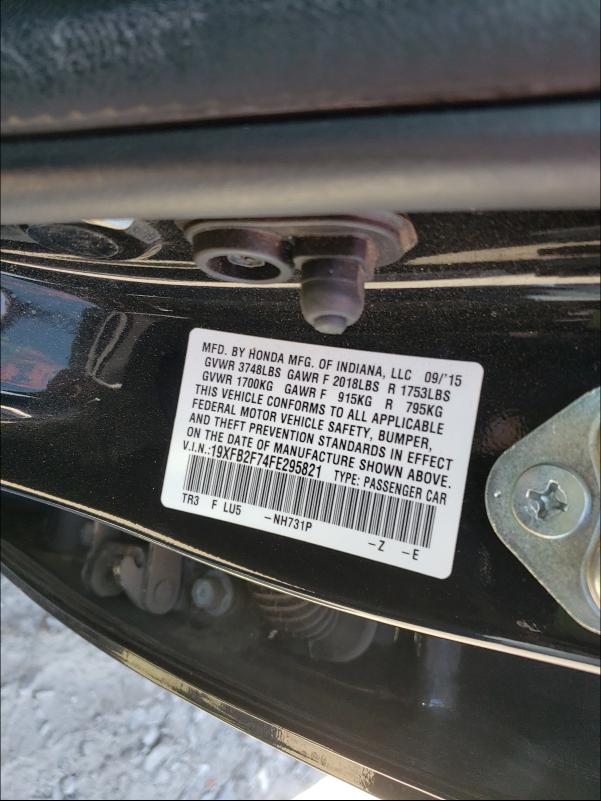 MFD. BY HONDA MFG. OF INDIANA, LLC 09/'15
GVWR 3748LBS GAWR F 2018LBS R 1753LBS
GVWR 1700KG GAWR F 915KG R 795KG
THIS VEHICLE CONFORMS TO ALL APPLICABLE
FEDERAL MOTOR VEHICLE SAFETY, BUMPER,
AND THEFT PREVENTION STANDARDS IN EFFECT
ON THE DATE OF MANUFACTURE SHOWN ABOVE.
V.I.N.:19XFB2F74FE295821 TYPE: PASSENGER CAR
TR3 F LU5 -NH731P -Z -E